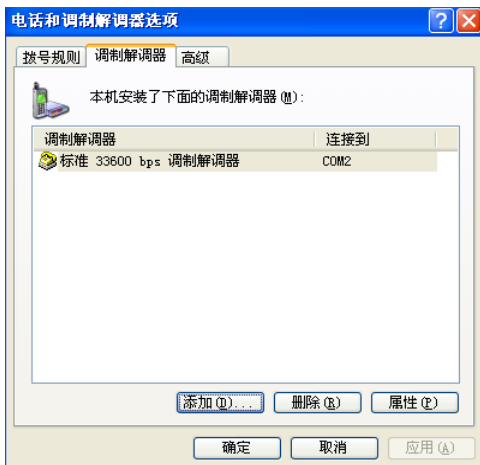 电话和调制解调器选项
拨号规则 调制解调器 高级
本机安装了下面的调制解调器(M):
调制解调器 连接到
标准 33600 bps 调制解调器 COM2
添加(D)... 删除(R) 属性(P)
确定 取消 应用(A)